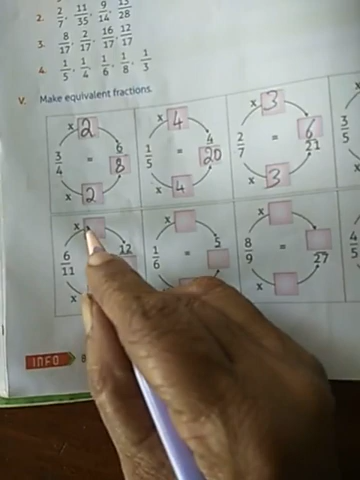 2. 2/7, 11/35, 9/14, 13/28
3. 8/17, 2/17, 16/17, 12/17
4. 1/5, 1/4, 1/6, 1/8, 1/3
V. Make equivalent fractions.
x 2 x 4 x 3 x
3/4 = 6/8 1/5 = 4/20 2/7 = 6/21 3/5
x 2 x 4 x 3 x
x x x
6/11 12 1/6 = 5 8/9 = 27 4/5
x x
INFO 8